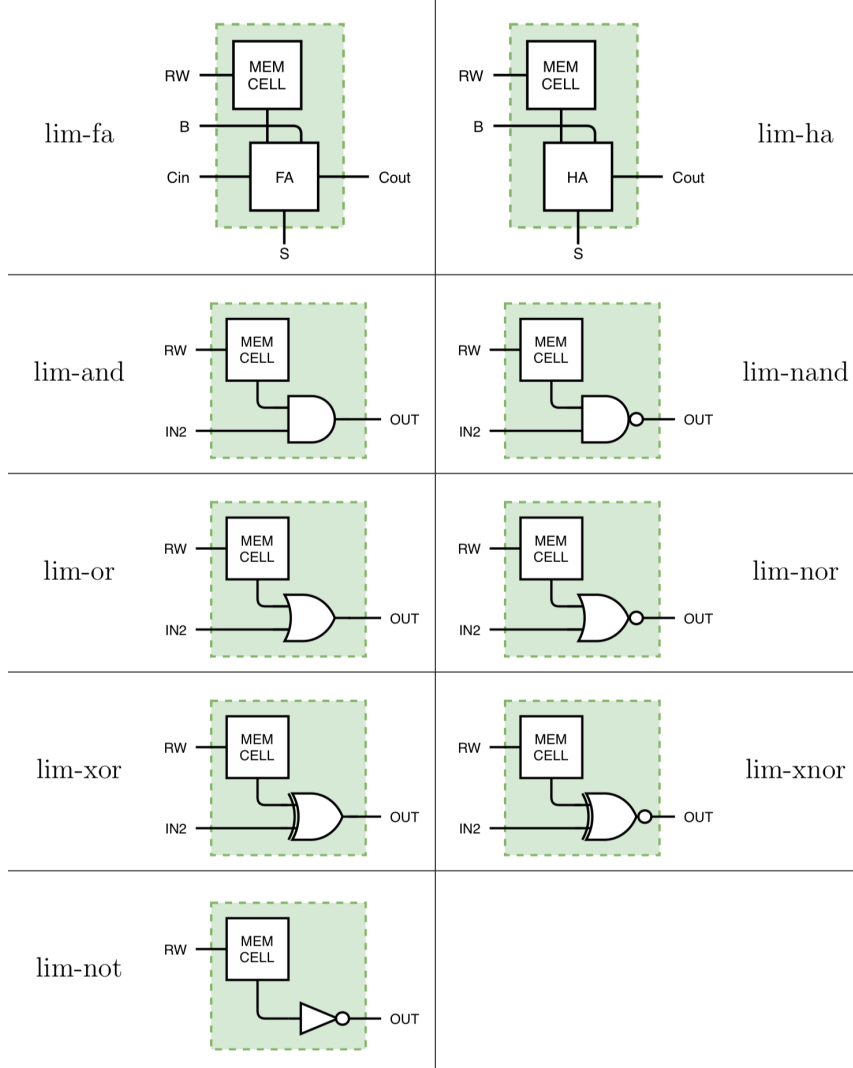 lim-fa
RW
MEM
CELL
B
Cin
FA
Cout
S
RW
MEM
CELL
B
HA
Cout
S
lim-ha
lim-and
RW
MEM
CELL
IN2
OUT
RW
MEM
CELL
IN2
OUT
lim-nand
lim-or
RW
MEM
CELL
IN2
OUT
RW
MEM
CELL
IN2
OUT
lim-nor
lim-xor
RW
MEM
CELL
IN2
OUT
RW
MEM
CELL
IN2
OUT
lim-xnor
lim-not
RW
MEM
CELL
OUT